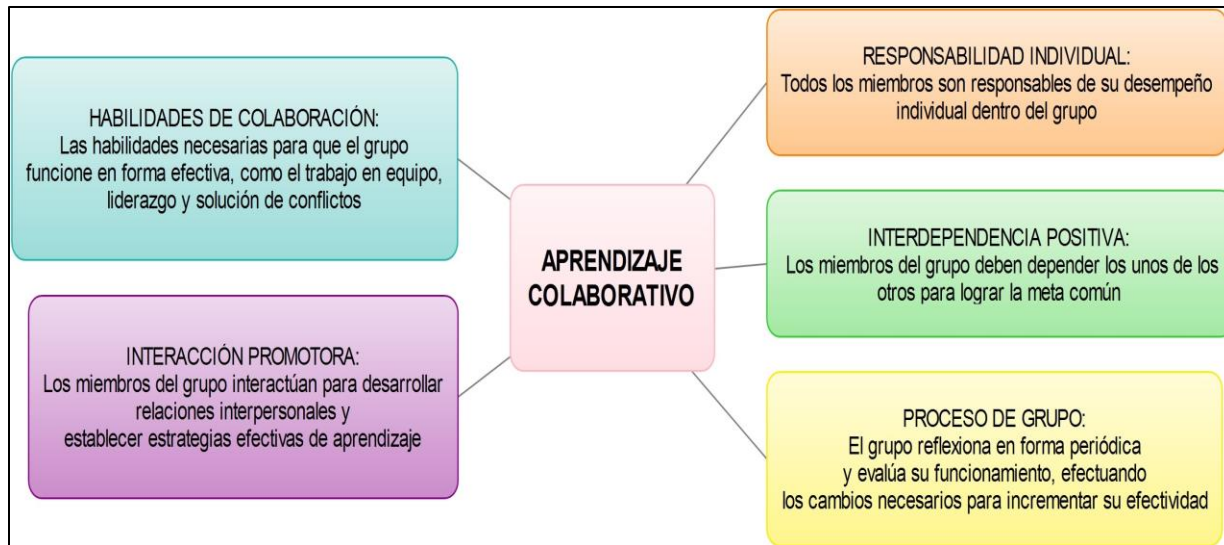 HABILIDADES DE COLABORACIÓN:
Las habilidades necesarias para que el grupo
funcione en forma efectiva, como el trabajo en equipo,
liderazgo y solución de conflictos
INTERACCIÓN PROMOTORA:
Los miembros del grupo interactúan para desarrollar
relaciones interpersonales y
establecer estrategias efectivas de aprendizaje
APRENDIZAJE
COLABORATIVO
RESPONSABILIDAD INDIVIDUAL:
Todos los miembros son responsables de su desempeño
individual dentro del grupo
INTERDEPENDENCIA POSITIVA:
Los miembros del grupo deben depender los unos de los
otros para lograr la meta común
PROCESO DE GRUPO:
El grupo reflexiona en forma periódica
y evalúa su funcionamiento, efectuando
los cambios necesarios para incrementar su efectividad